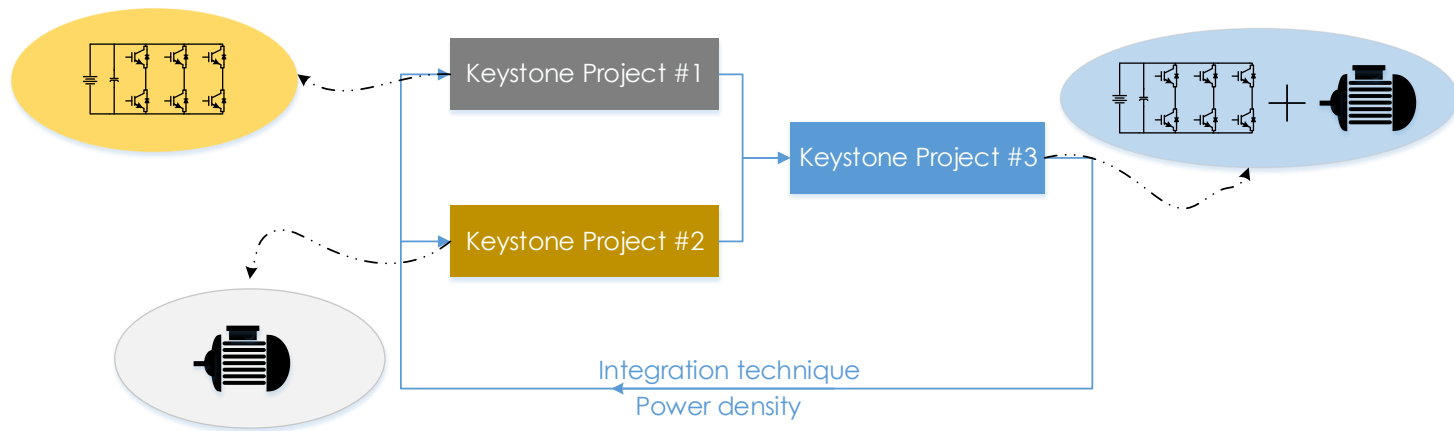 Keystone Project #1
Keystone Project #3
Keystone Project #2
Integration technique
Power density